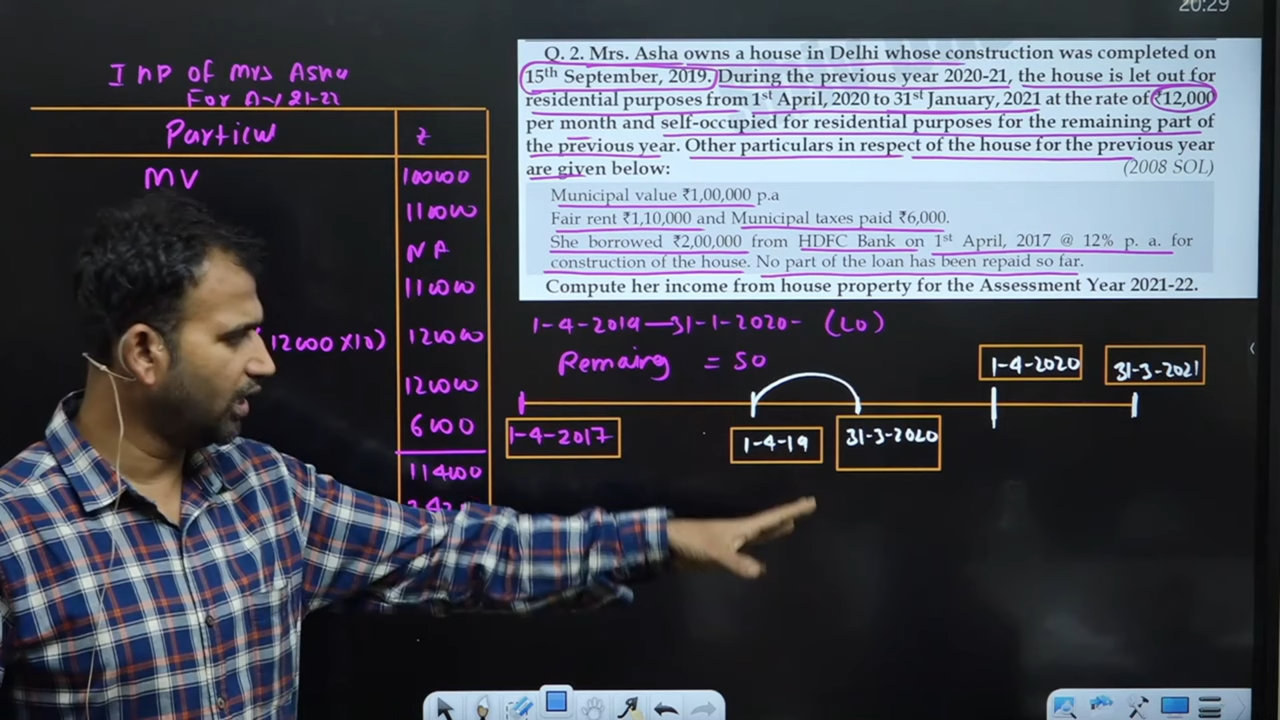 20:29
I HP of Mrs Asha
For A-Y 21-22
Particul ₹
MV 100000
110000
NA
110000
12000 X10) 120000
120000
6000
114000
Q. 2. Mrs. Asha owns a house in Delhi whose construction was completed on
15th September, 2019. During the previous year 2020-21, the house is let out for
residential purposes from 1st April, 2020 to 31st January, 2021 at the rate of ₹12,000
per month and self-occupied for residential purposes for the remaining part of
the previous year. Other particulars in respect of the house for the previous year
are given below: (2008 SOL)
Municipal value ₹1,00,000 p.a
Fair rent ₹1,10,000 and Municipal taxes paid ₹6,000.
She borrowed ₹2,00,000 from HDFC Bank on 1st April, 2017 @ 12% p. a. for
construction of the house. No part of the loan has been repaid so far.
Compute her income from house property for the Assessment Year 2021-22.
1-4-2019—31-1-2020- (LO)
Remaing = SO
1-4-2020 31-3-2021
1-4-2017 1-4-19 31-3-2020